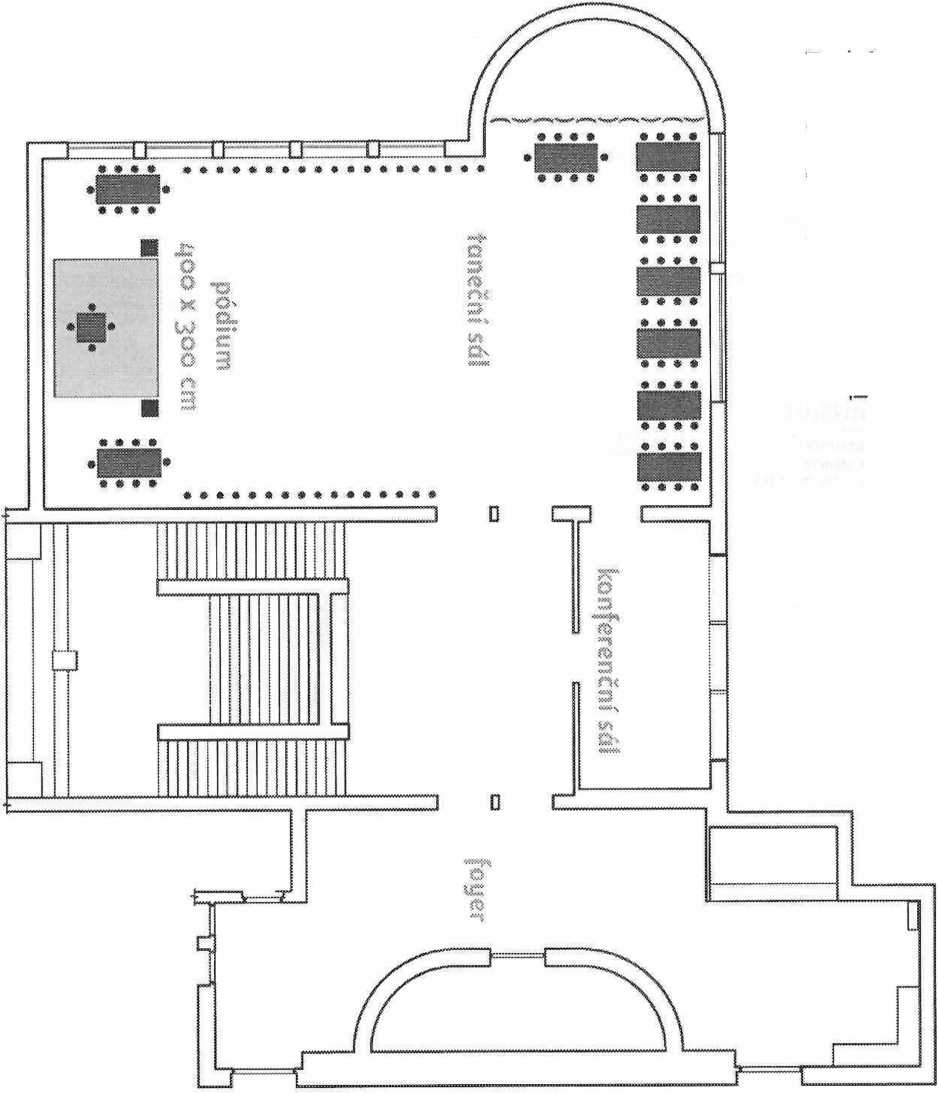 taneční sál
pódium
400 x 300 cm
konferenční sál
foyer